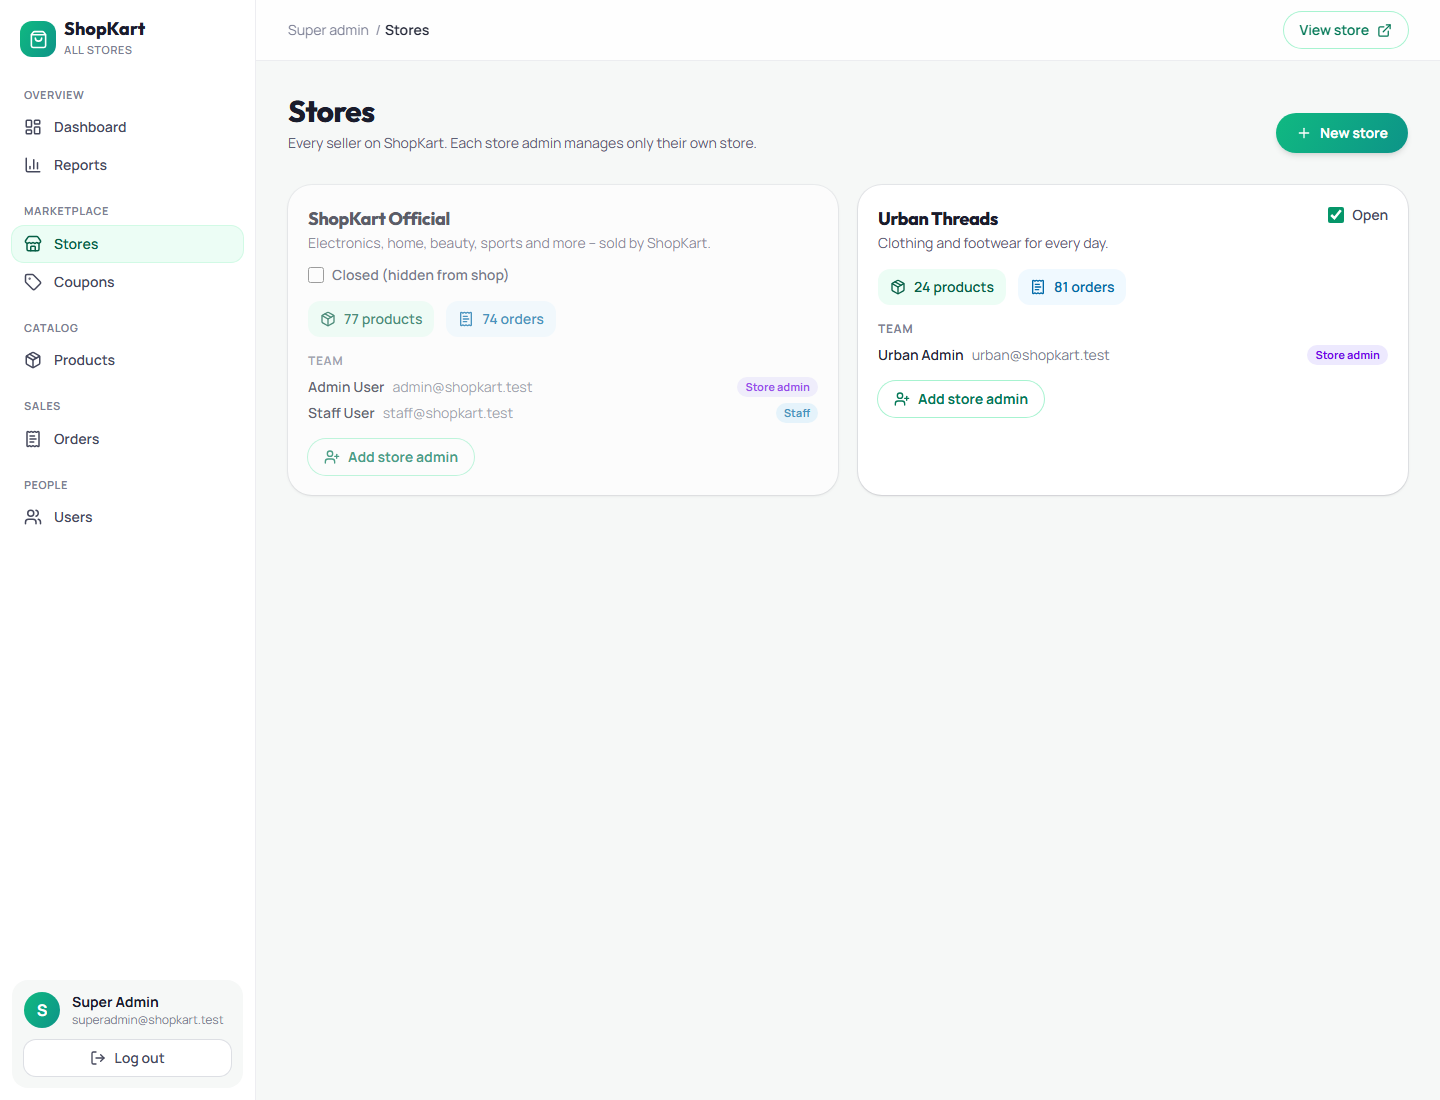 ShopKart
ALL STORES
OVERVIEW
Dashboard
Reports
MARKETPLACE
Stores
Coupons
CATALOG
Products
SALES
Orders
PEOPLE
Users
S
Super Admin
superadmin@shopkart.test
Log out
Super admin / Stores
View store
Stores
Every seller on ShopKart. Each store admin manages only their own store.
New store
ShopKart Official
Electronics, home, beauty, sports and more – sold by ShopKart.
Closed (hidden from shop)
77 products 74 orders
TEAM
Admin User admin@shopkart.test Store admin
Staff User staff@shopkart.test Staff
Add store admin
Urban Threads Open
Clothing and footwear for every day.
24 products 81 orders
TEAM
Urban Admin urban@shopkart.test Store admin
Add store admin